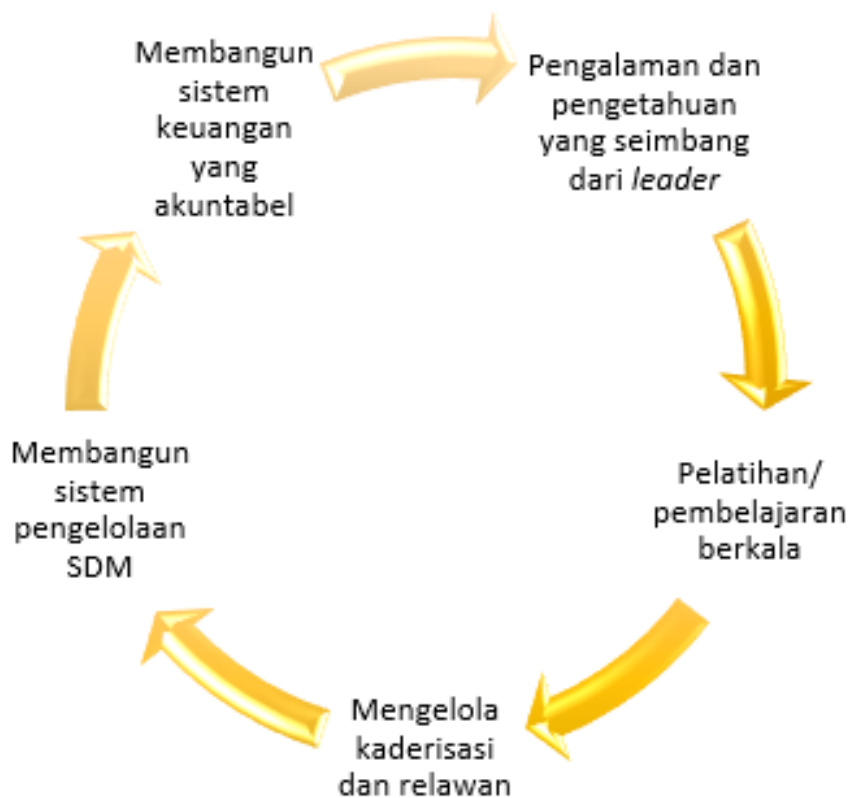 Membangun
sistem
keuangan
yang
akuntabel
Pengalaman dan
pengetahuan
yang seimbang
dari leader
Pelatihan/
pembelajaran
berkala
Mengelola
kaderisasi
dan relawan
Membangun
sistem
pengelolaan
SDM